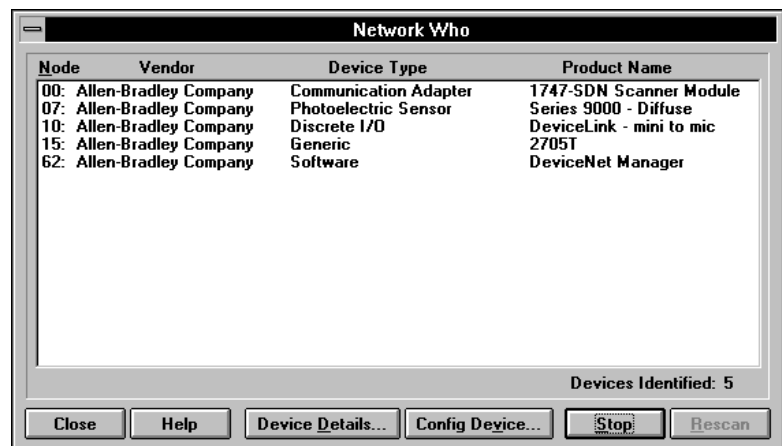 Network Who
Node Vendor Device Type Product Name
00: Allen-Bradley Company Communication Adapter 1747-SDN Scanner Module
07: Allen-Bradley Company Photoelectric Sensor Series 9000 - Diffuse
10: Allen-Bradley Company Discrete I/O DeviceLink - mini to mic
15: Allen-Bradley Company Generic 2705T
62: Allen-Bradley Company Software DeviceNet Manager
Devices Identified: 5
Close Help Device Details... Config Device... Stop Rescan